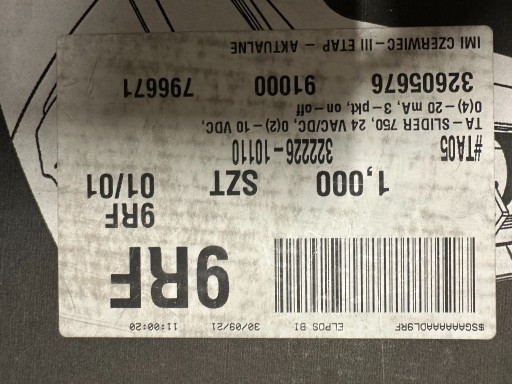 $SGAAAAAADL9RF ELPOS BI 30/09/21 11:00:20
9RF
9RF
1,000 SZT 01/01
#TA05 322226-10110
TA-SLIDER 750, 24 VAC/DC, 0(2)-10 VDC,
0(4)-20 mA, 3-pkt, on-off
32605676 91000 796671
IMI CZERWIEC-III ETAP - AKTUALNE